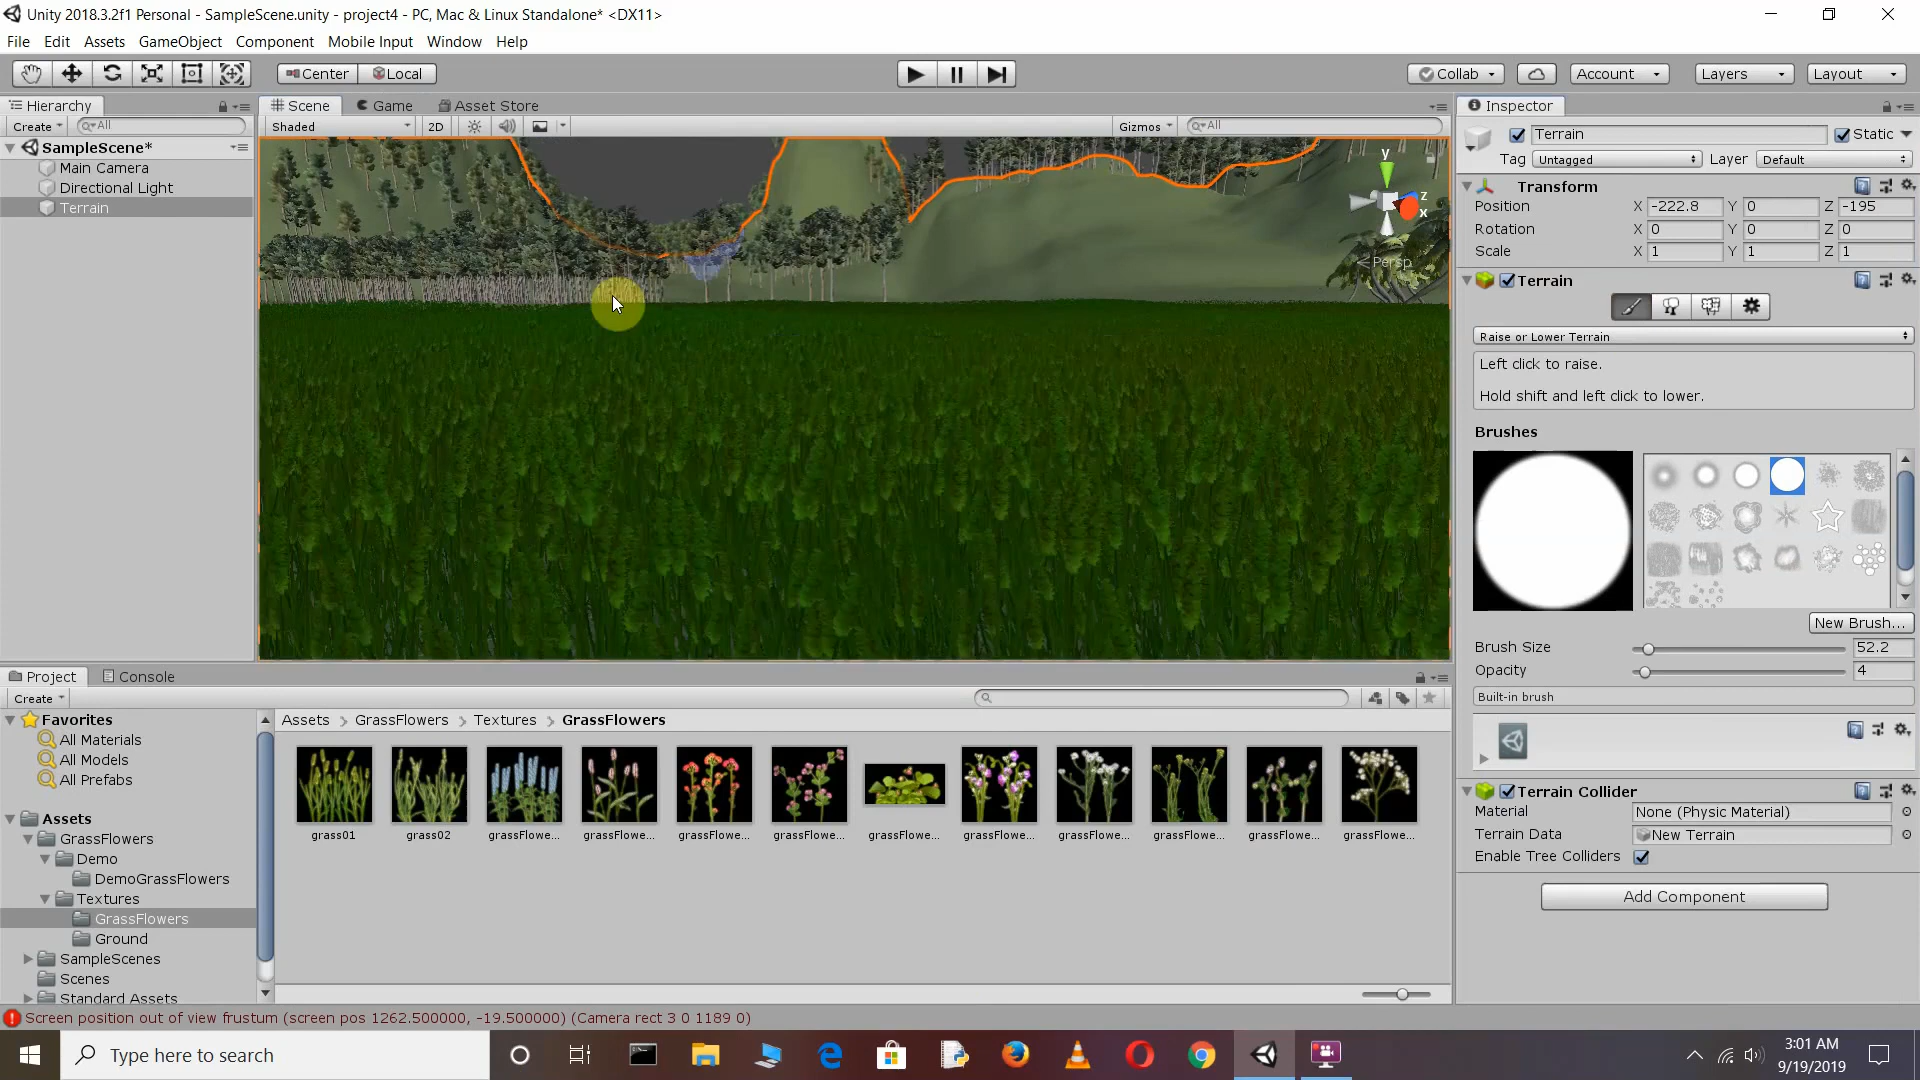 Unity 2018.3.2f1 Personal - SampleScene.unity - project4 - PC, Mac & Linux Standalone* <DX11>
File Edit Assets GameObject Component Mobile Input Window Help
Center Local Collab Account Layers Layout
Hierarchy
Create All
SampleScene*
Main Camera
Directional Light
Terrain
Scene Game Asset Store
Shaded 2D Gizmos All
y
z
x
Persp
Inspector
Terrain Static
Tag Untagged Layer Default
Transform
Position X -222.8 Y 0 Z -195
Rotation X 0 Y 0 Z 0
Scale X 1 Y 1 Z 1
Terrain
Raise or Lower Terrain
Left click to raise.
Hold shift and left click to lower.
Brushes
New Brush...
Brush Size 52.2
Opacity 4
Built-in brush
Terrain Collider
Material None (Physic Material)
Terrain Data New Terrain
Enable Tree Colliders
Add Component
Project Console
Create
Favorites
All Materials
All Models
All Prefabs
Assets
GrassFlowers
Demo
DemoGrassFlowers
Textures
GrassFlowers
Ground
SampleScenes
Scenes
Standard Assets
Assets > GrassFlowers > Textures > GrassFlowers
grass01 grass02 grassFlowe... grassFlowe... grassFlowe... grassFlowe... grassFlowe... grassFlowe... grassFlowe... grassFlowe... grassFlowe... grassFlowe...
Screen position out of view frustum (screen pos 1262.500000, -19.500000) (Camera rect 3 0 1189 0)
Type here to search
3:01 AM
9/19/2019